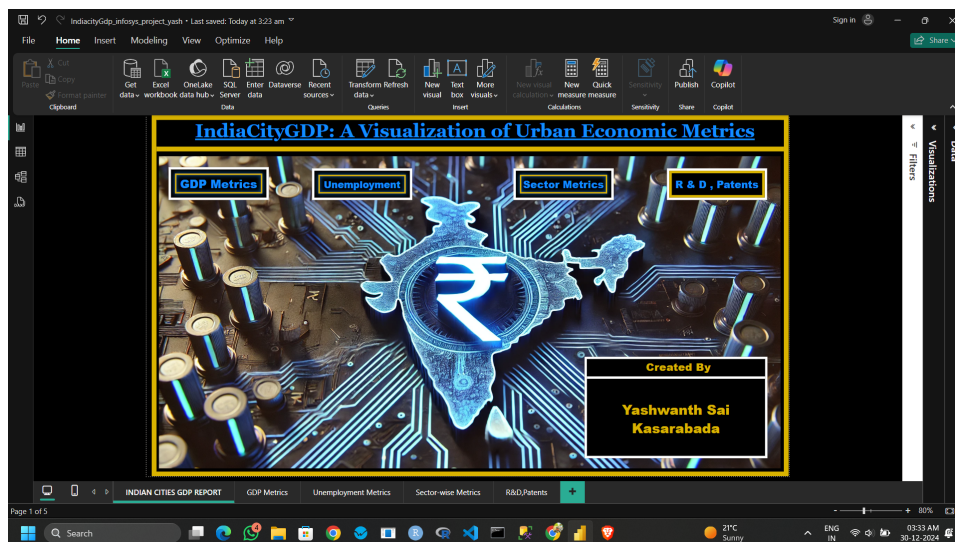 IndiacityGdp_infosys_project_yash • Last saved: Today at 3:23 am
Sign in
File Home Insert Modeling View Optimize Help
Share
Paste
Cut
Copy
Format painter
Clipboard
Get data
Excel workbook
OneLake data hub
SQL Server
Enter data
Dataverse
Recent sources
Data
Transform data
Refresh
Queries
New visual
Text box
More visuals
Insert
New visual calculation
New measure
Quick measure
Calculations
Sensitivity
Sensitivity
Publish
Share
Copilot
Copilot
IndiaCityGDP: A Visualization of Urban Economic Metrics
GDP Metrics
Unemployment
Sector Metrics
R & D , Patents
₹
Created By
Yashwanth Sai
Kasarabada
Filters
Visualizations
Data
INDIAN CITIES GDP REPORT
GDP Metrics
Unemployment Metrics
Sector-wise Metrics
R&D,Patents
+
Page 1 of 5
- + 80%
Search
4
21°C
Sunny
ENG
IN
03:33 AM
30-12-2024